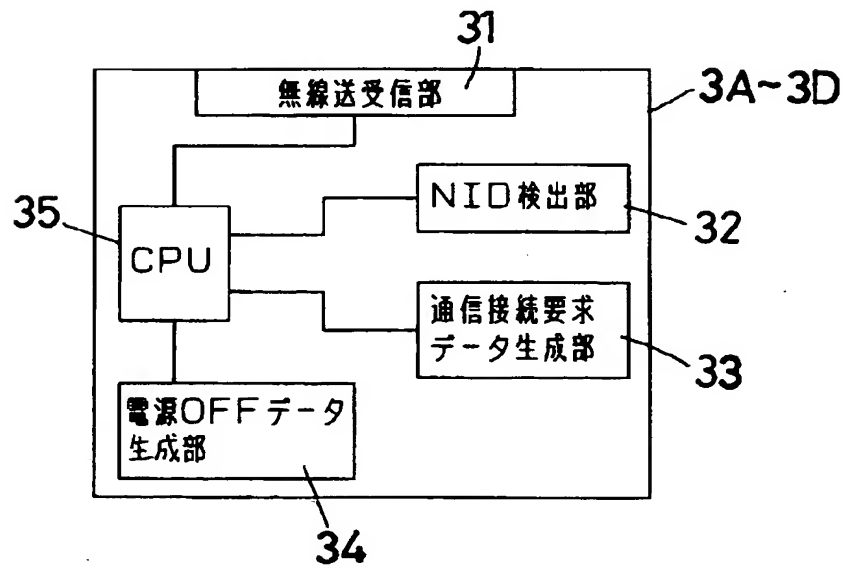 31
無線送受信部
3A~3D
NID検出部
32
35
CPU
通信接続要求
データ生成部
33
電源OFFデータ
生成部
34